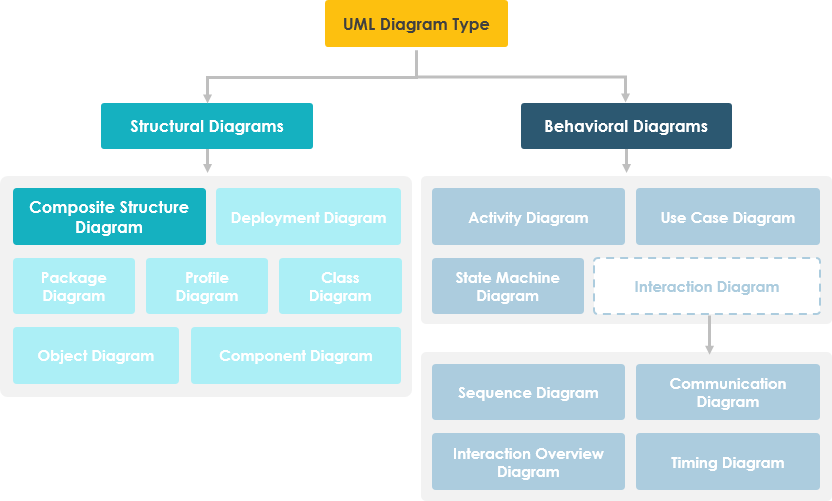 UML Diagram Type
Structural Diagrams
Behavioral Diagrams
Composite Structure
Diagram
Deployment Diagram
Package
Diagram
Profile
Diagram
Class
Diagram
Object Diagram
Component Diagram
Activity Diagram
Use Case Diagram
State Machine
Diagram
Interaction Diagram
Sequence Diagram
Communication
Diagram
Interaction Overview
Diagram
Timing Diagram